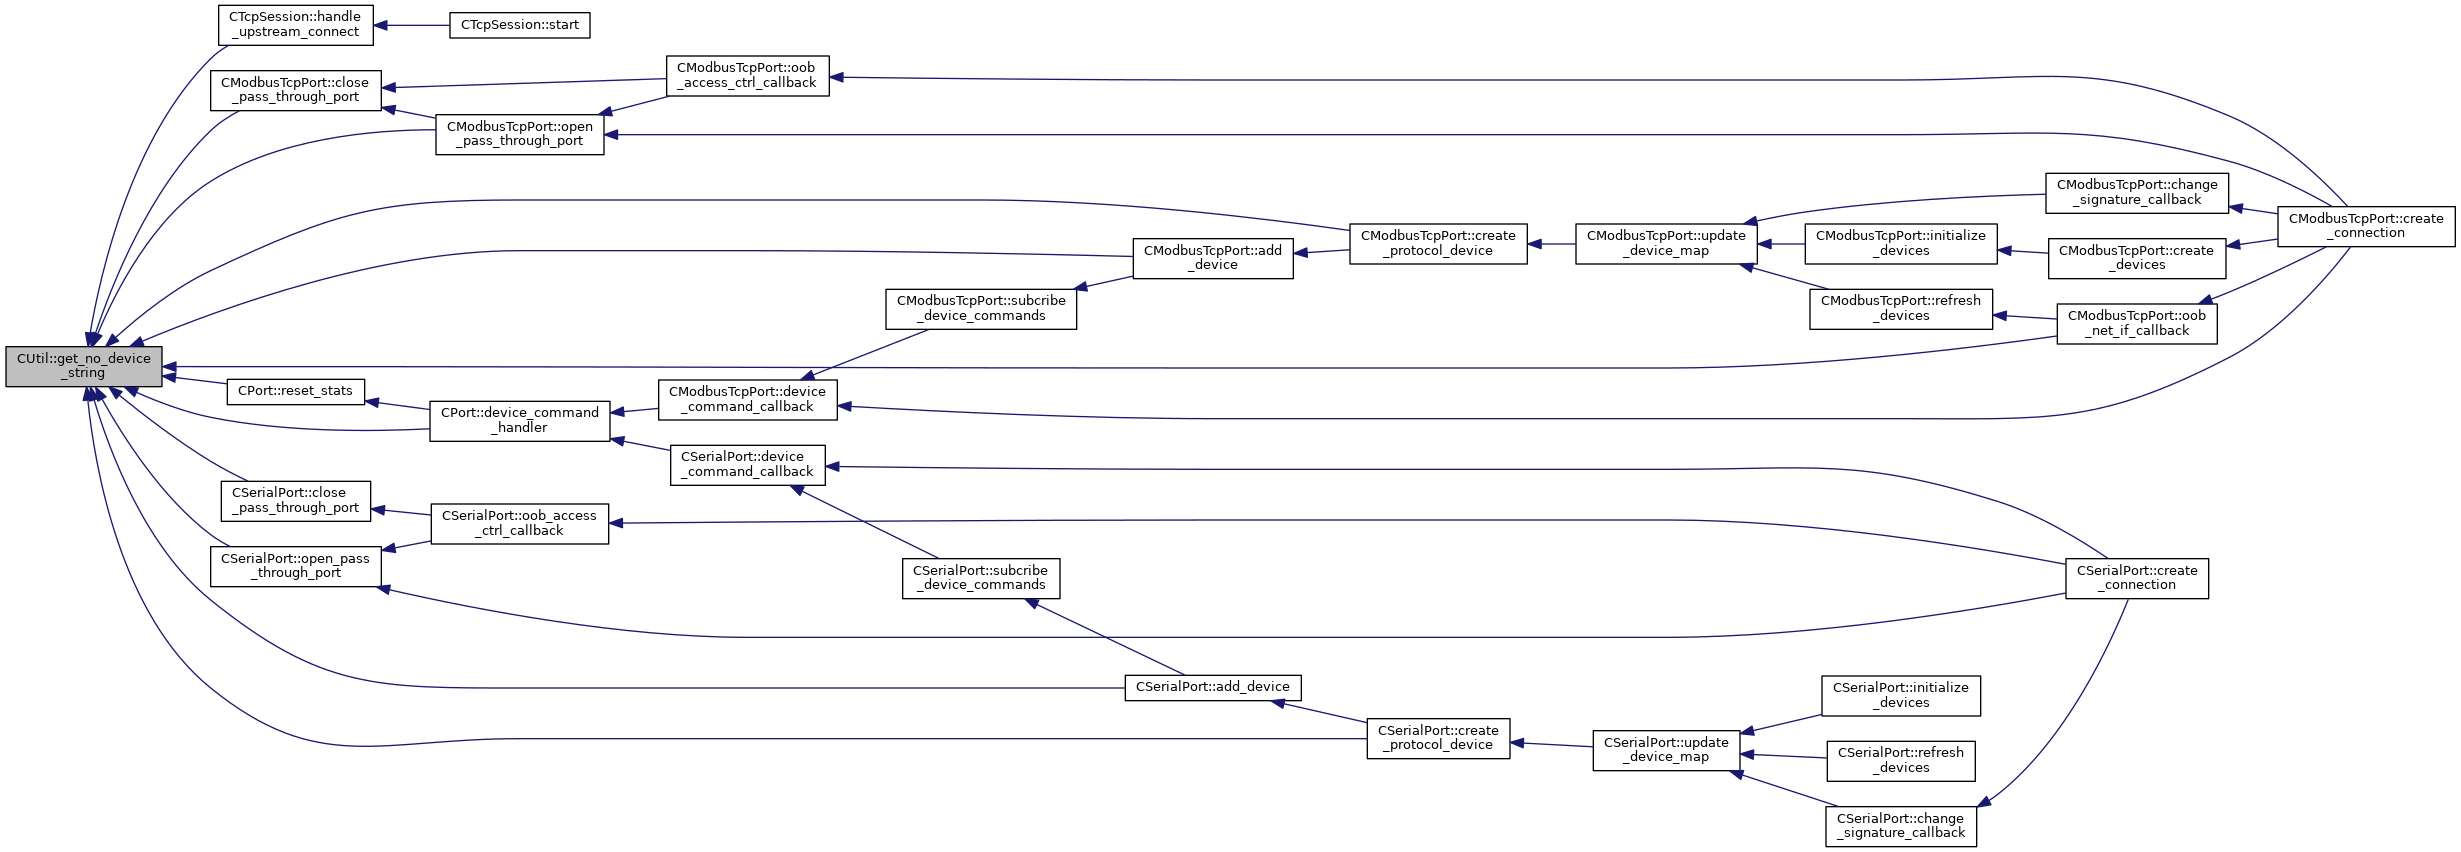 CTcpSession::handle
_upstream_connect
CTcpSession::start
CModbusTcpPort::close
_pass_through_port
CModbusTcpPort::oob
_access_ctrl_callback
CModbusTcpPort::open
_pass_through_port
CModbusTcpPort::change
_signature_callback
CModbusTcpPort::create
_connection
CModbusTcpPort::create
_protocol_device
CModbusTcpPort::update
_device_map
CModbusTcpPort::initialize
_devices
CModbusTcpPort::create
_devices
CModbusTcpPort::add
_device
CModbusTcpPort::subcribe
_device_commands
CModbusTcpPort::refresh
_devices
CModbusTcpPort::oob
_net_if_callback
CUtil::get_no_device
_string
CPort::reset_stats
CModbusTcpPort::device
_command_callback
CPort::device_command
_handler
CSerialPort::device
_command_callback
CSerialPort::close
_pass_through_port
CSerialPort::oob_access
_ctrl_callback
CSerialPort::open_pass
_through_port
CSerialPort::subcribe
_device_commands
CSerialPort::create
_connection
CSerialPort::add_device
CSerialPort::initialize
_devices
CSerialPort::create
_protocol_device
CSerialPort::update
_device_map
CSerialPort::refresh
_devices
CSerialPort::change
_signature_callback